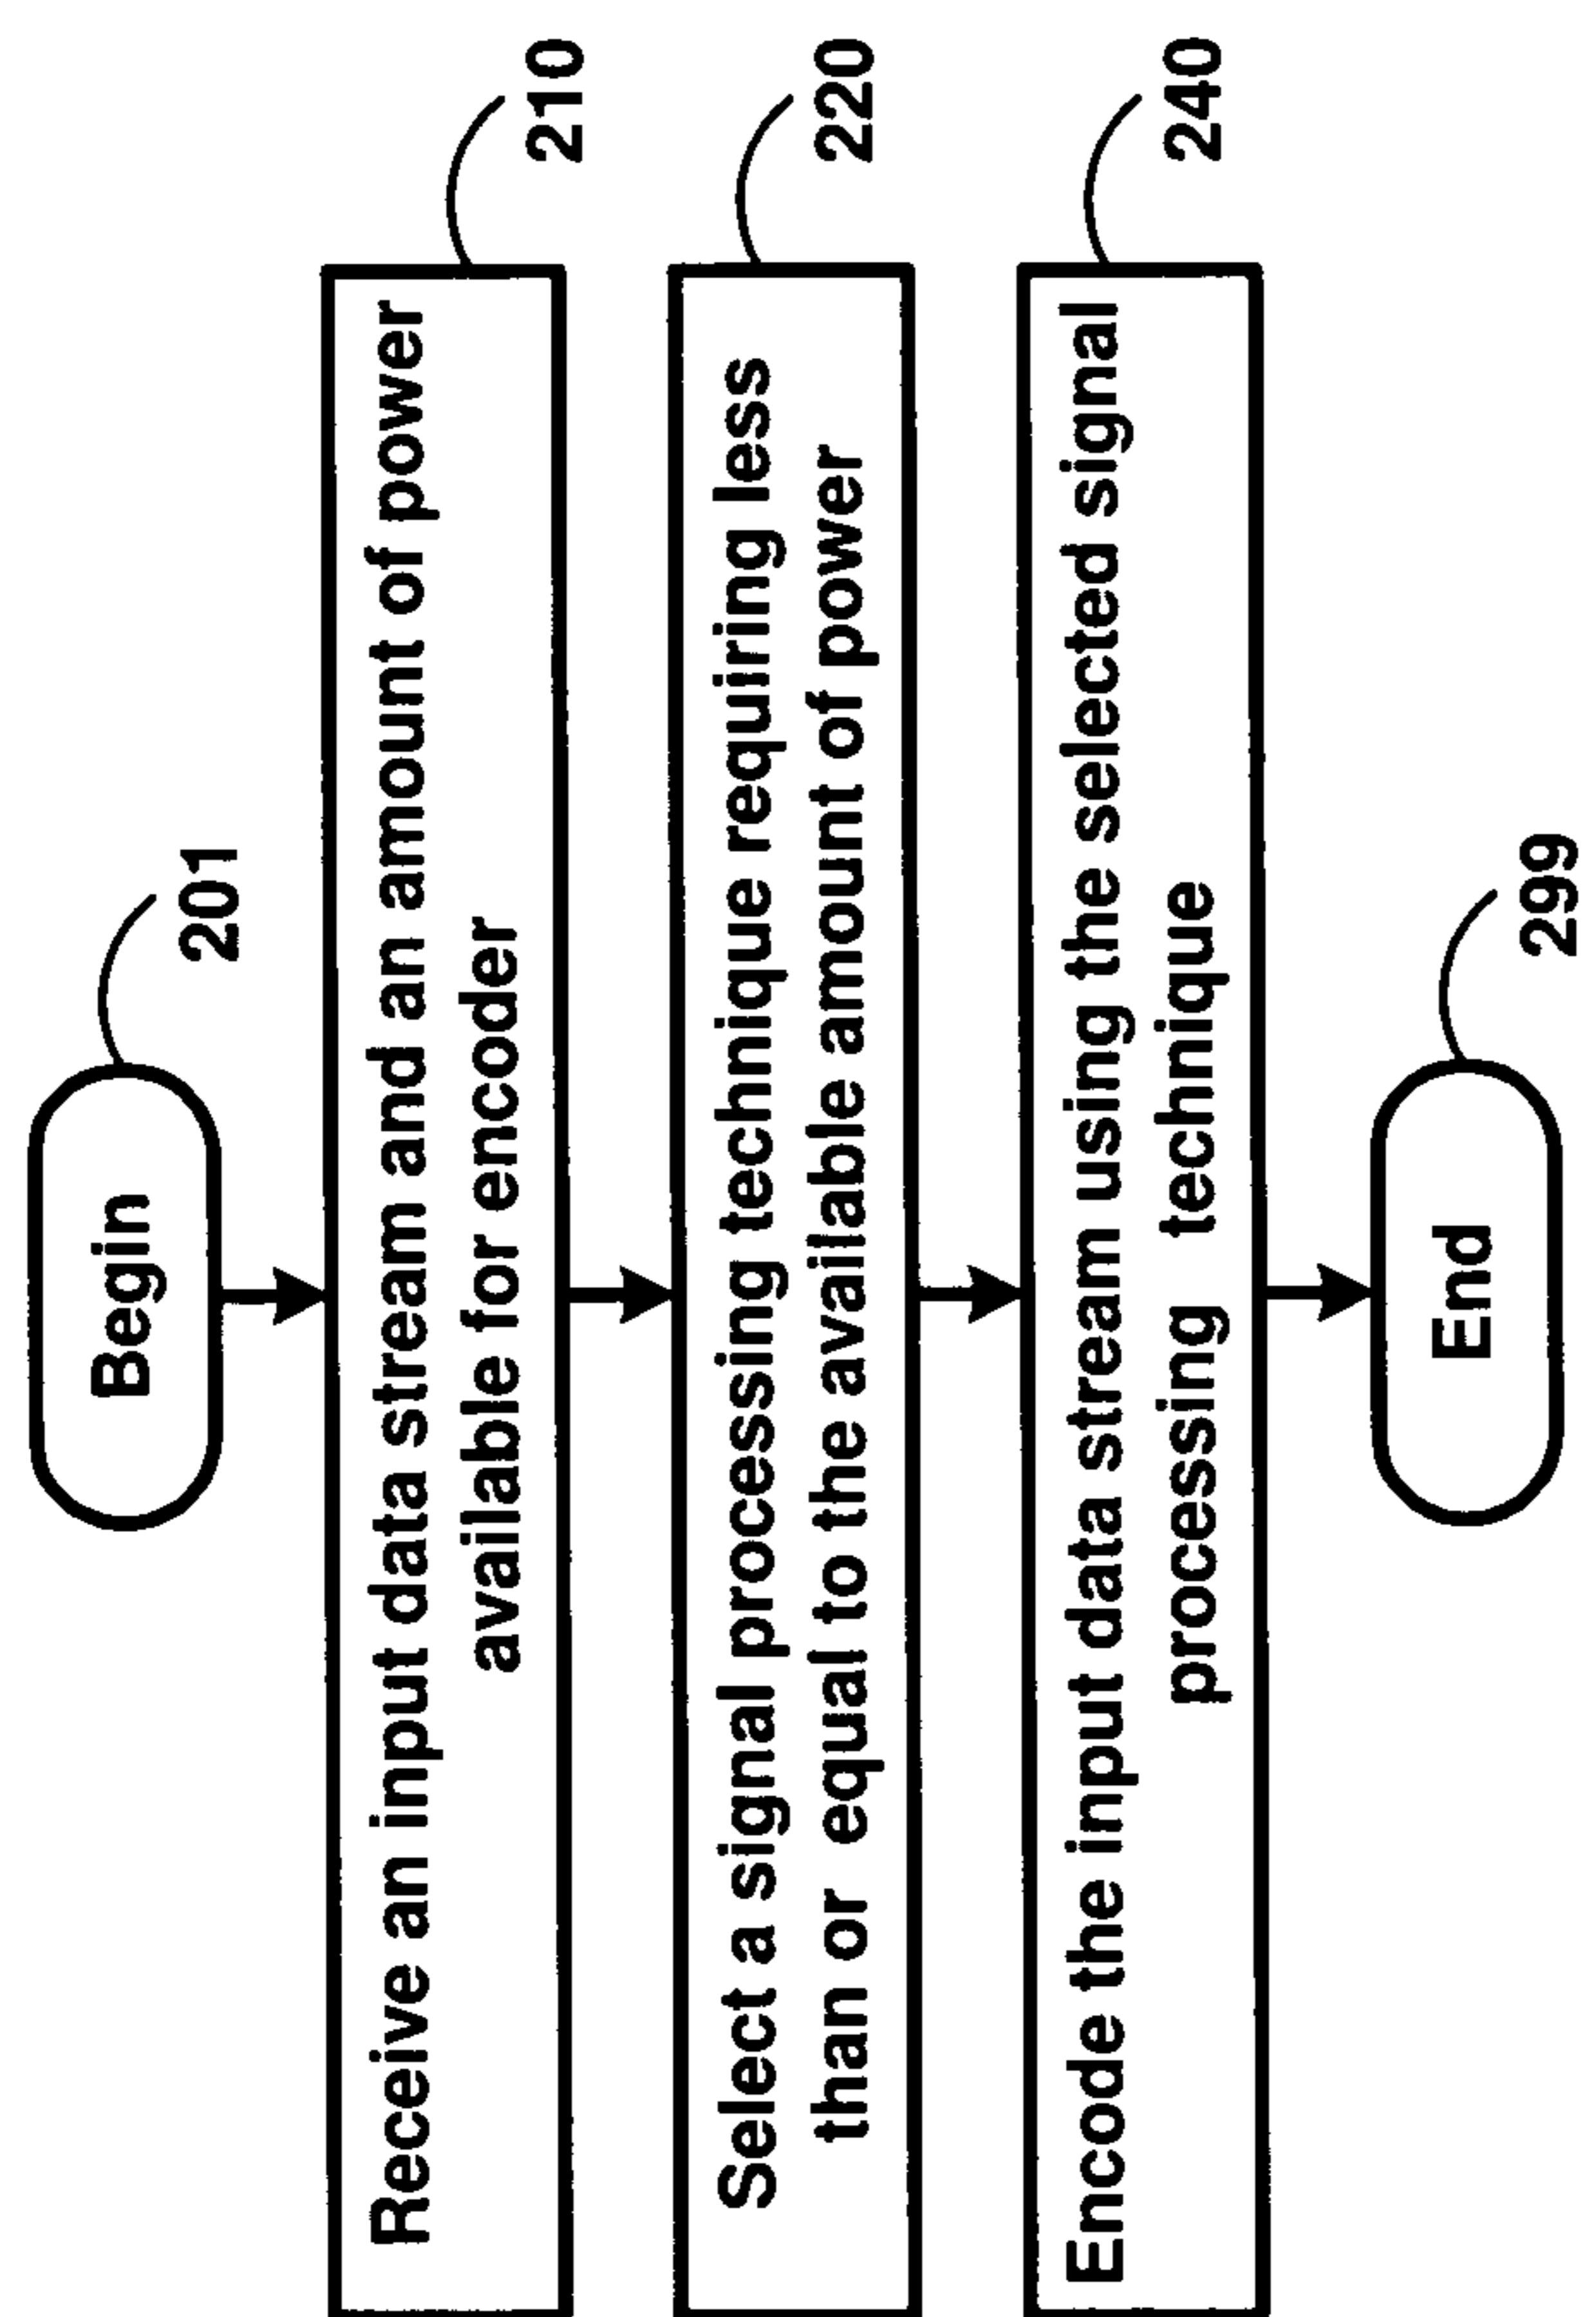 Begin
201
Receive an input data stream and an amount of power
available for encoder
210
Select a signal processing technique requiring less
than or equal to the available amount of power
220
Encode the input data stream using the selected signal
processing technique
240
End
299